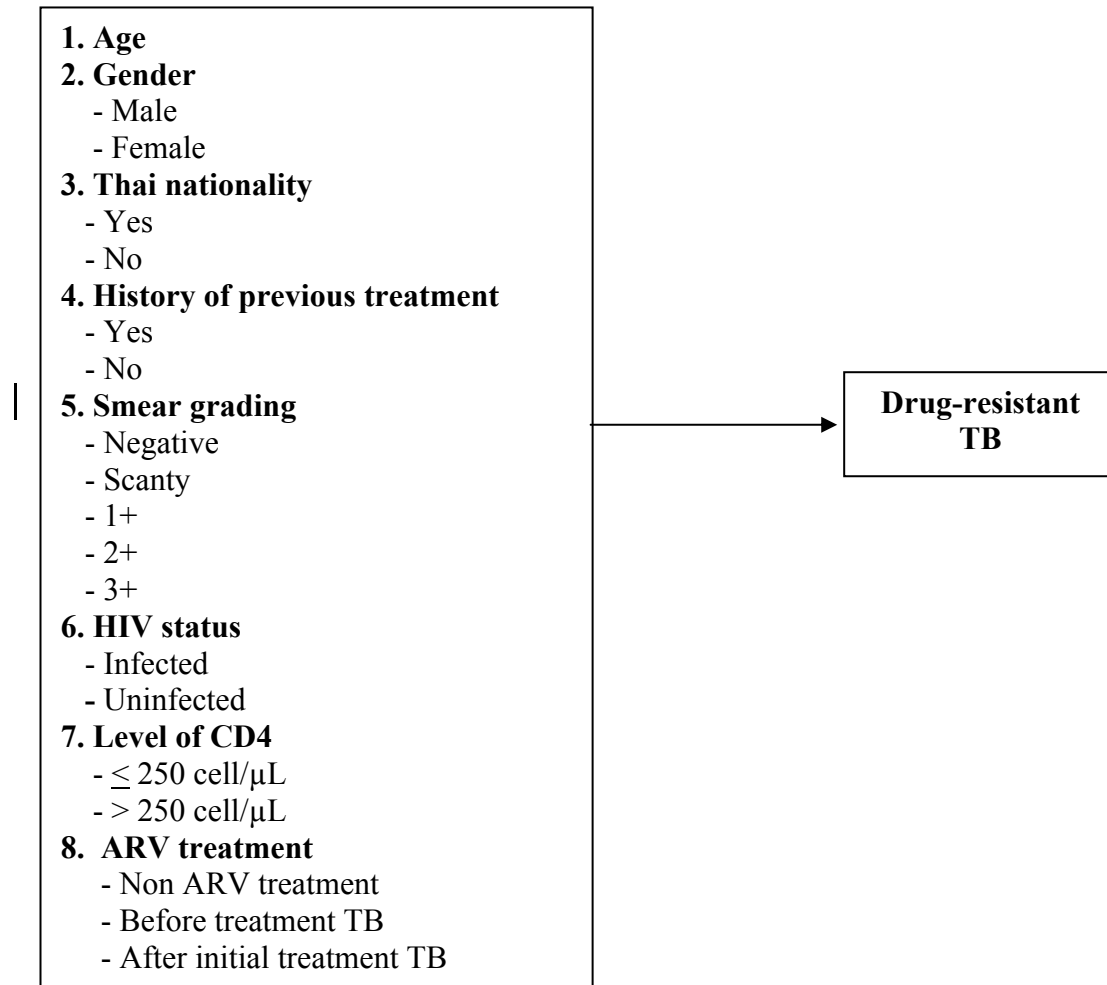 1. Age
2. Gender
- Male
- Female
3. Thai nationality
- Yes
- No
4. History of previous treatment
- Yes
- No
5. Smear grading
- Negative
- Scanty
- 1+
- 2+
- 3+
6. HIV status
- Infected
- Uninfected
7. Level of CD4
- ≤ 250 cell/µL
- > 250 cell/µL
8. ARV treatment
- Non ARV treatment
- Before treatment TB
- After initial treatment TB
Drug-resistant
TB